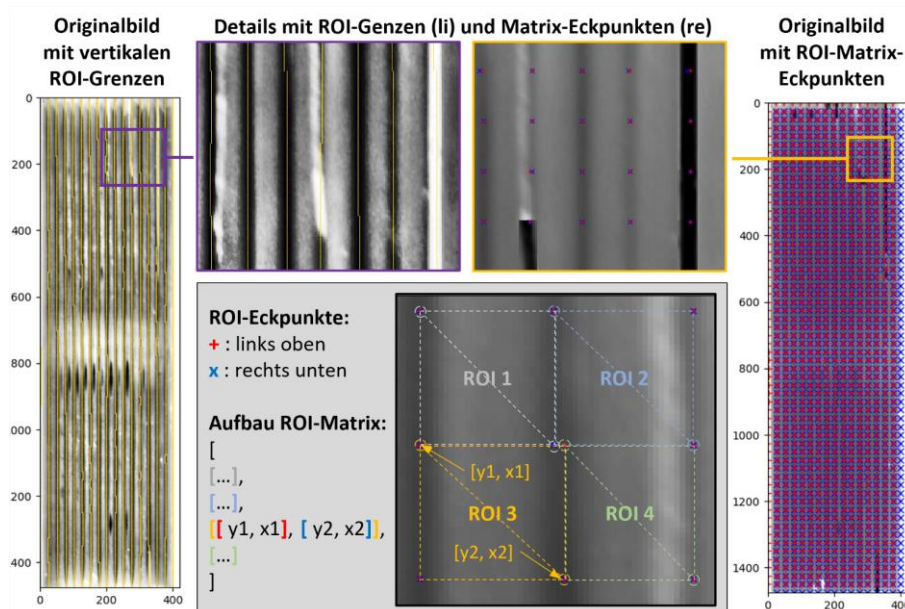 Originalbild
mit vertikalen
ROI-Grenzen
Details mit ROI-Genzen (li) und Matrix-Eckpunkten (re)
Originalbild
mit ROI-Matrix-
Eckpunkten
0
200
400
600
800
000
200
400
0
200
400
ROI-Eckpunkte:
+ : links oben
x : rechts unten
Aufbau ROI-Matrix:
[
[...],
[...],
[[ y1, x1], [ y2, x2]],
[...]
]
ROI 1
ROI 2
[y1, x1]
ROI 3
ROI 4
[y2, x2]
0
200
400
600
800
1000
1200
1400
0
200